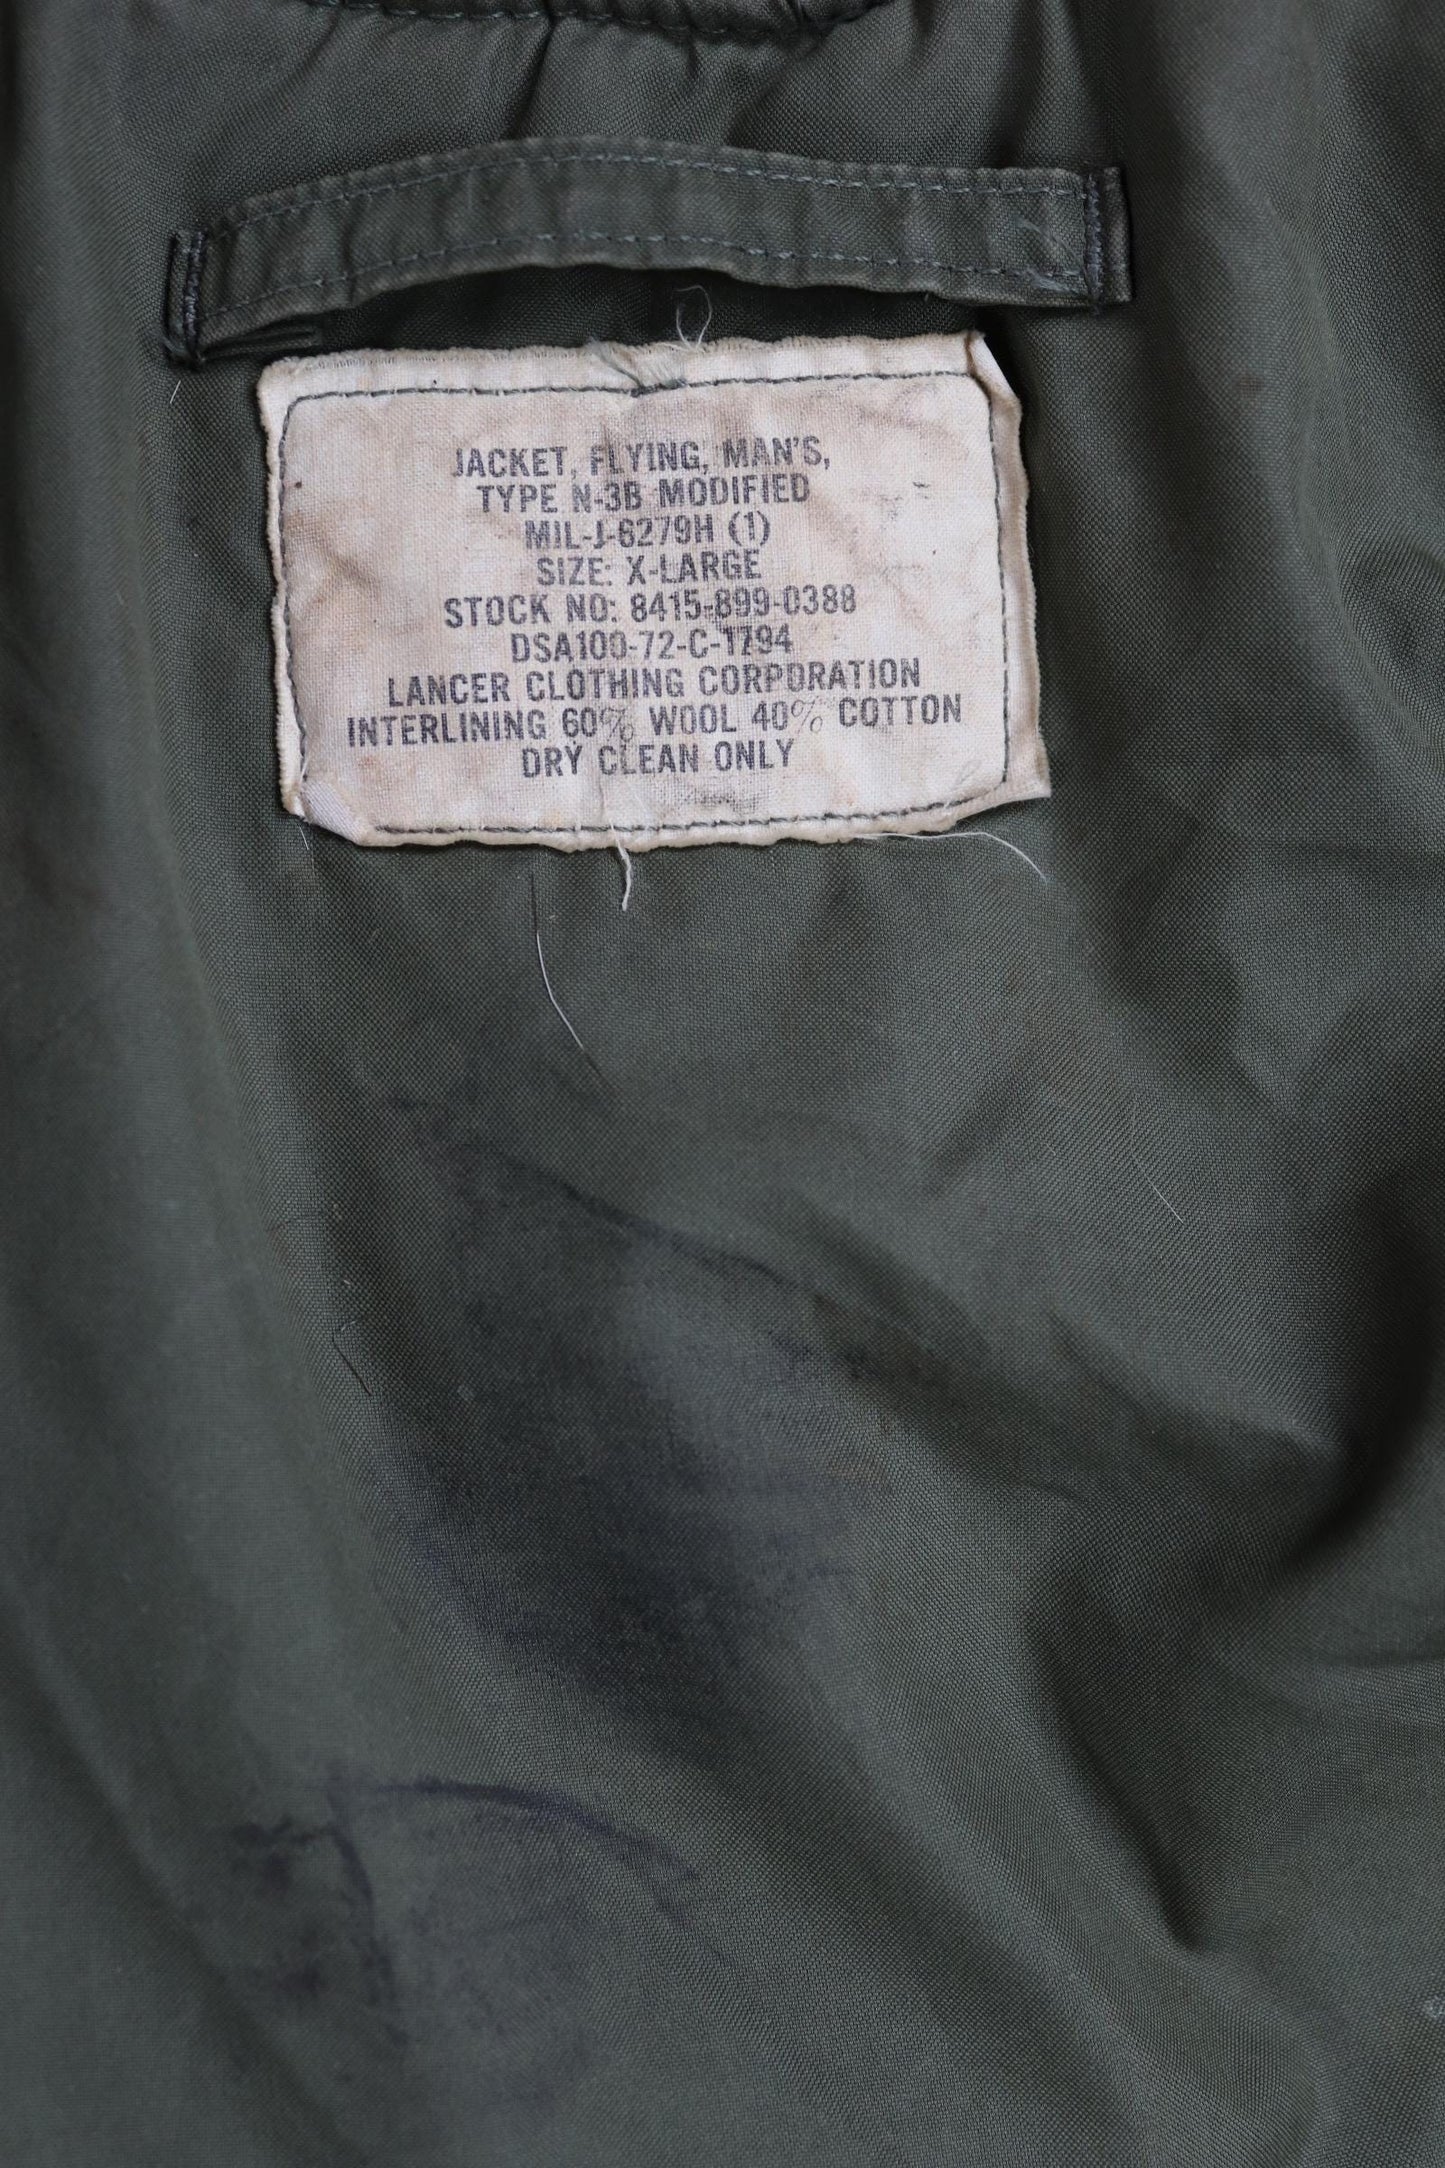 JACKET, FLYING, MAN'S,
TYPE N-3B MODIFIED
MIL-J-6279H (1)
SIZE: X-LARGE
STOCK NO: 8415-899-0388
DSA100-72-C-1794
LANCER CLOTHING CORPORATION
INTERLINING 60% WOOL 40% COTTON
DRY CLEAN ONLY